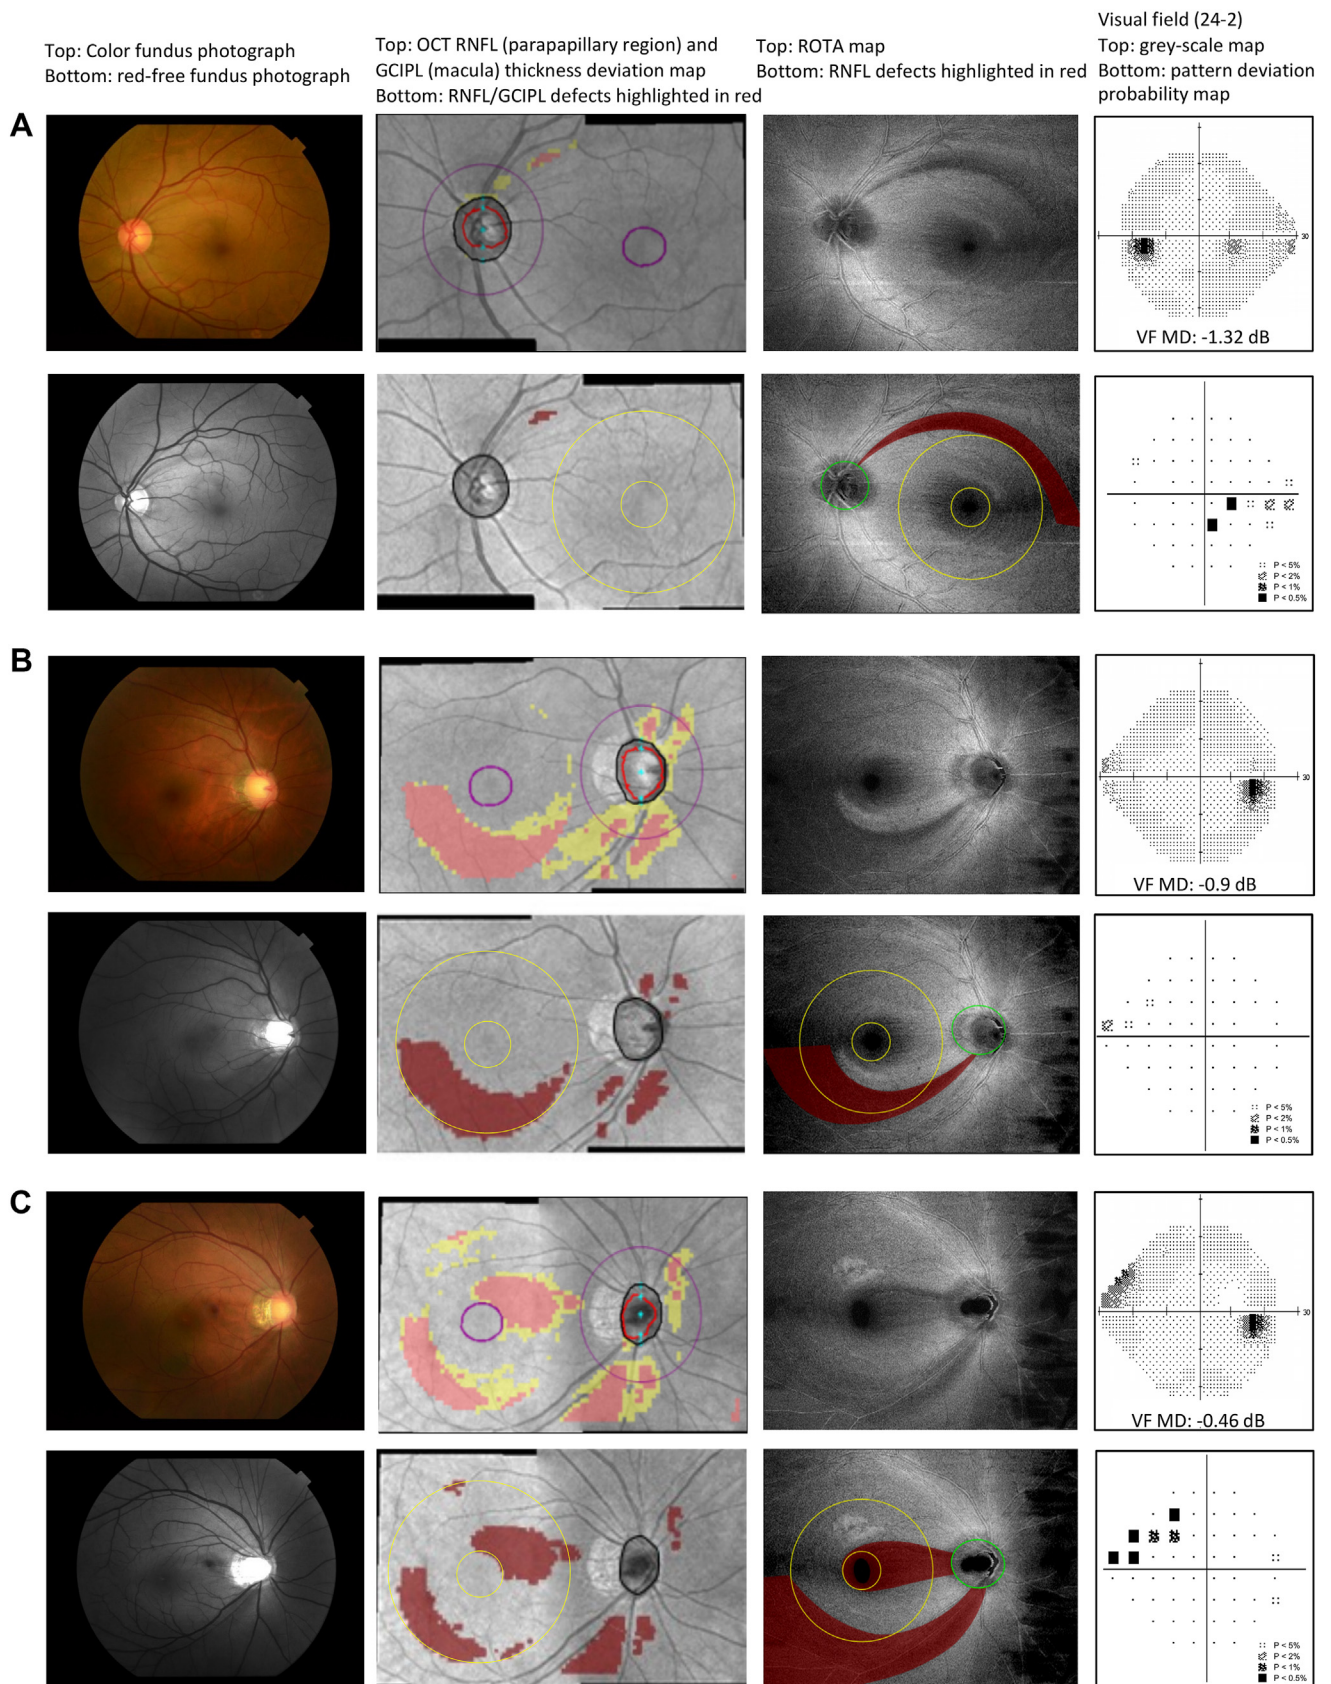 Top: Color fundus photograph
Bottom: red-free fundus photograph
Top: OCT RNFL (parapapillary region) and
GCIPL (macula) thickness deviation map
Bottom: RNFL/GCIPL defects highlighted in red
Top: ROTA map
Bottom: RNFL defects highlighted in red
Visual field (24-2)
Top: grey-scale map
Bottom: pattern deviation
probability map
A
30
VF MD: -1.32 dB
P < 5%
P < 2%
P < 1%
P < 0.5%
B
30
VF MD: -0.9 dB
P < 5%
P < 2%
P < 1%
P < 0.5%
C
30
VF MD: -0.46 dB
P < 5%
P < 2%
P < 1%
P < 0.5%